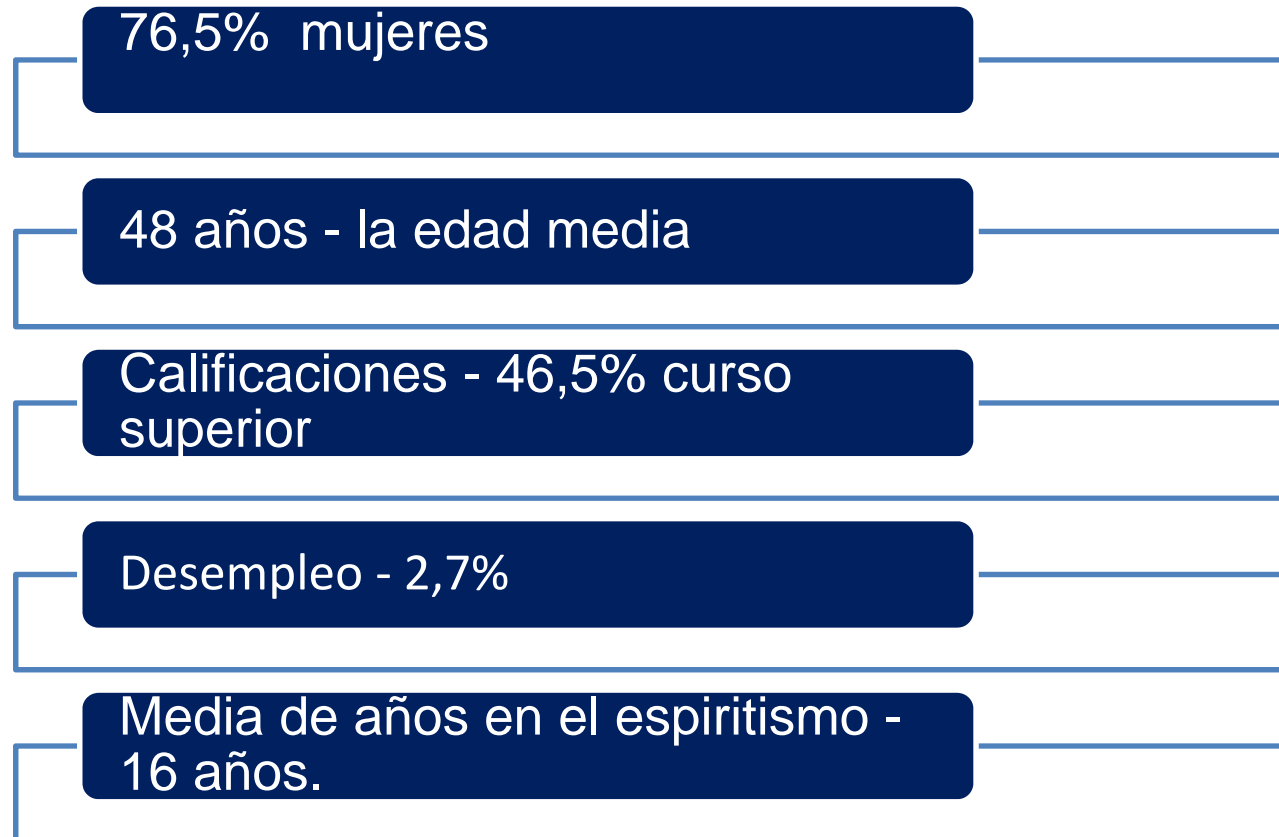 76,5% mujeres
48 años - la edad media
Calificaciones - 46,5% curso
superior
Desempleo - 2,7%
Media de años en el espiritismo -
16 años.